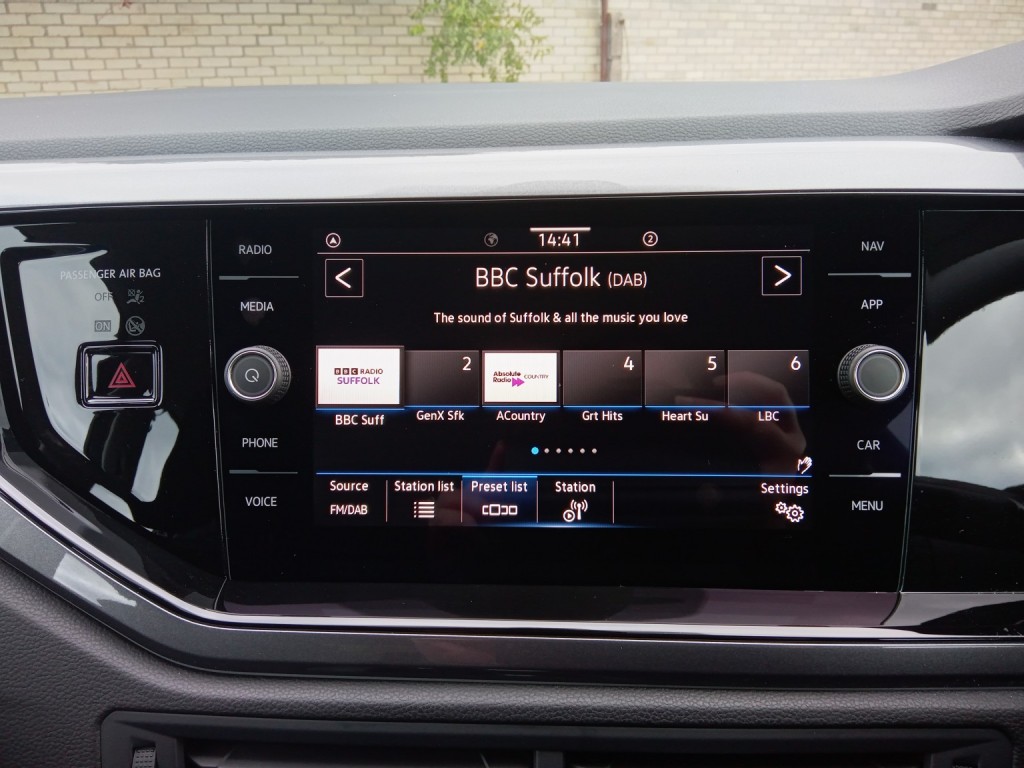 14:41
2
RADIO
NAV
PASSENGER AIR BAG
OFF
2
ON
MEDIA
APP
<
BBC Suffolk (DAB)
>
The sound of Suffolk & all the music you love
BBC RADIO
SUFFOLK
2
Absolute
Radio COUNTRY
4
5
6
BBC Suff
GenX Sfk
ACountry
Grt Hits
Heart Su
LBC
PHONE
CAR
Source
Station list
Preset list
Station
Settings
FM/DAB
VOICE
MENU